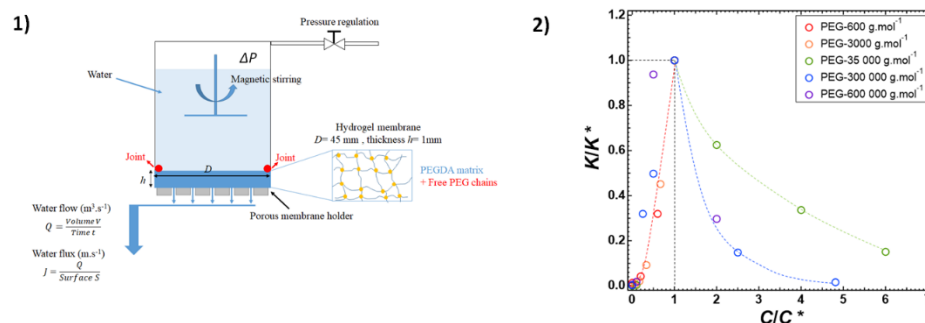 1)
Pressure regulation
ΔP
Water
Magnetic stirring
Hydrogel membrane
D= 45 mm , thickness h= 1mm
Joint
Joint
D
h
PEGDA matrix
+ Free PEG chains
Porous membrane holder
Water flow (m³.s⁻¹)
Q = Volume V / Time t
Water flux (m.s⁻¹)
J = Q / Surface S
2)
PEG-600 g.mol⁻¹
PEG-3000 g.mol⁻¹
PEG-35 000 g.mol⁻¹
PEG-300 000 g.mol⁻¹
PEG-600 000 g.mol⁻¹
K/K*
1.0
0.8
0.6
0.4
0.2
0.0
0 1 2 3 4 5 6
C/C*